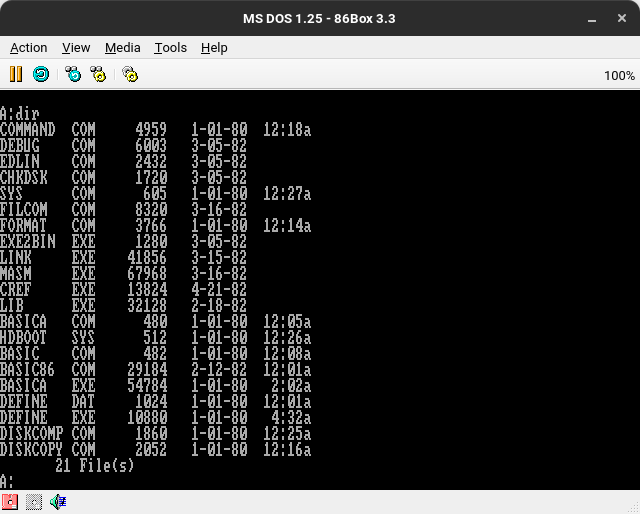 MS DOS 1.25 - 86Box 3.3
Action View Media Tools Help
100%
A:dir
COMMAND  COM     4959   1-01-80  12:18a
DEBUG    COM     6003   3-05-82
EDLIN    COM     2432   3-05-82
CHKDSK   COM     1720   3-05-82
SYS      COM      605   1-01-80  12:27a
FILCOM   COM     8320   3-16-82
FORMAT   COM     3766   1-01-80  12:14a
EXE2BIN  EXE     1280   3-05-82
LINK     EXE    41856   3-15-82
MASM     EXE    67968   3-16-82
CREF     EXE    13824   4-21-82
LIB      EXE    32128   2-18-82
BASICA   COM      480   1-01-80  12:05a
HDBOOT   SYS      512   1-01-80  12:26a
BASIC    COM      482   1-01-80  12:08a
BASIC86  COM    29184   2-12-82  12:01a
BASICA   EXE    54784   1-01-80   2:02a
DEFINE   DAT     1024   1-01-80  12:01a
DEFINE   EXE    10880   1-01-80   4:32a
DISKCOMP COM     1860   1-01-80  12:25a
DISKCOPY COM     2052   1-01-80  12:16a
       21 File(s)
A: